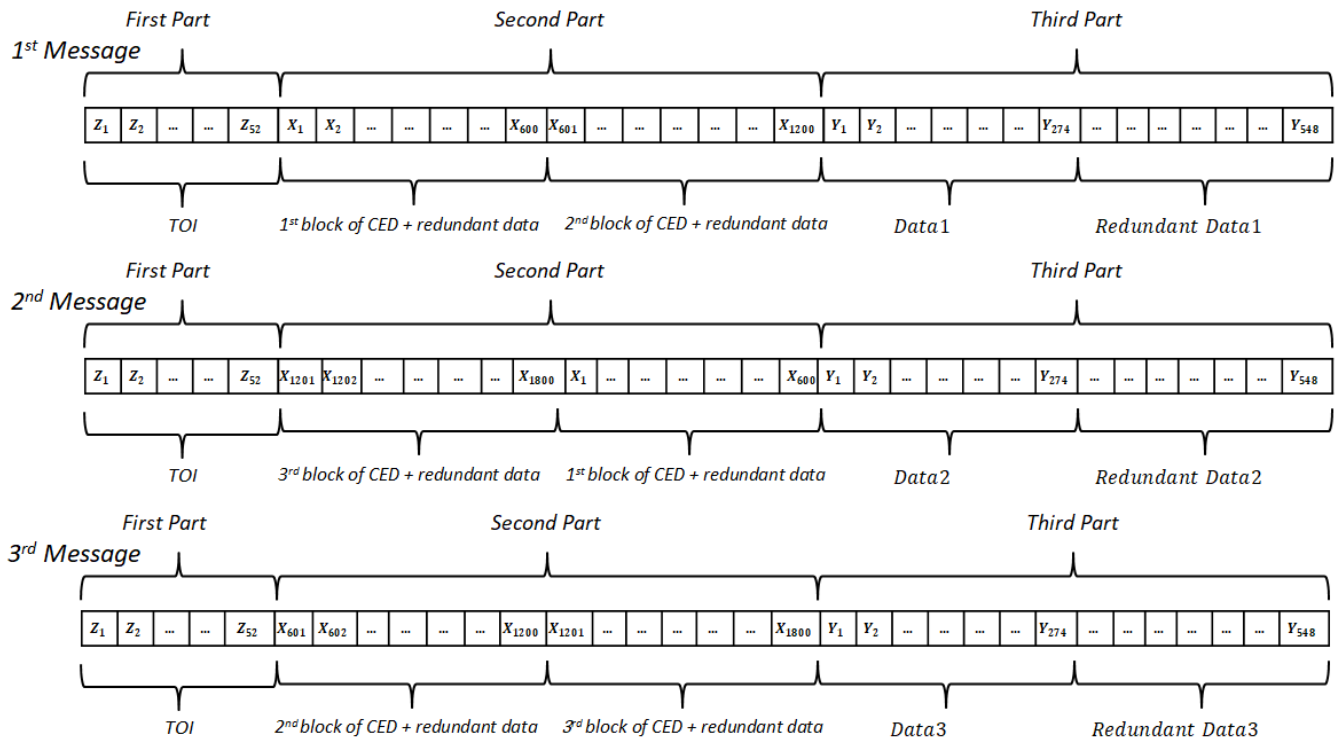 First Part Second Part Third Part
1st Message
Z1 Z2 ... ... Z52 X1 X2 ... ... ... ... X600 X601 ... ... ... ... ... X1200 Y1 Y2 ... ... ... ... Y274 ... ... ... ... ... ... Y548
TOI 1st block of CED + redundant data 2nd block of CED + redundant data Data1 Redundant Data1
First Part Second Part Third Part
2nd Message
Z1 Z2 ... ... Z52 X1201 X1202 ... ... ... ... X1800 X1 ... ... ... ... ... X600 Y1 Y2 ... ... ... ... Y274 ... ... ... ... ... ... Y548
TOI 3rd block of CED + redundant data 1st block of CED + redundant data Data2 Redundant Data2
First Part Second Part Third Part
3rd Message
Z1 Z2 ... ... Z52 X601 X602 ... ... ... ... X1200 X1201 ... ... ... ... ... X1800 Y1 Y2 ... ... ... ... Y274 ... ... ... ... ... ... Y548
TOI 2nd block of CED + redundant data 3rd block of CED + redundant data Data3 Redundant Data3